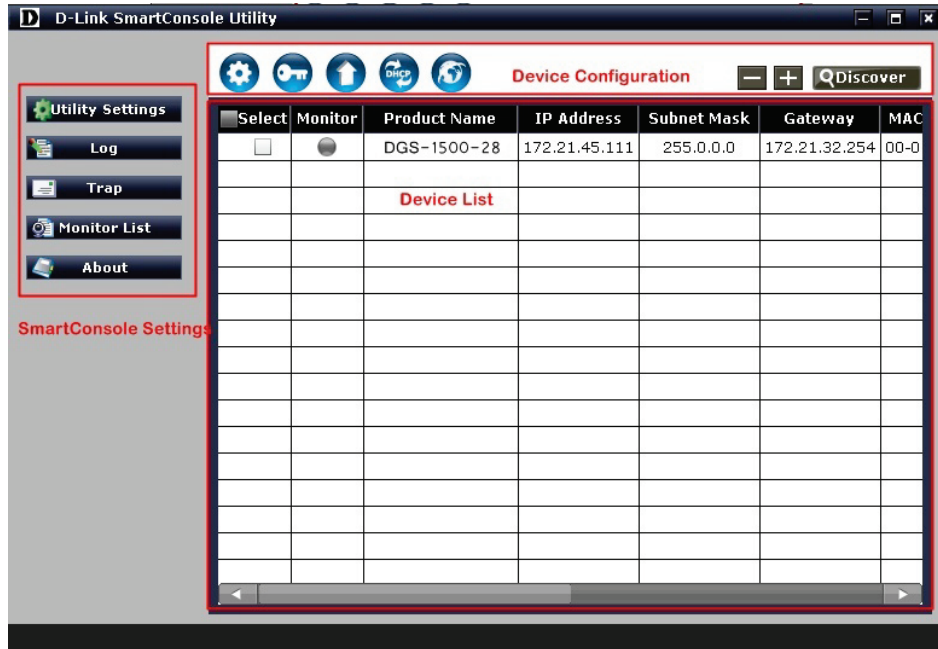 D-Link SmartConsole Utility
DHCP
Device Configuration
Discover
Utility Settings
Log
Trap
Monitor List
About
SmartConsole Settings
Select Monitor Product Name IP Address Subnet Mask Gateway MAC
DGS-1500-28 172.21.45.111 255.0.0.0 172.21.32.254 00-0
Device List